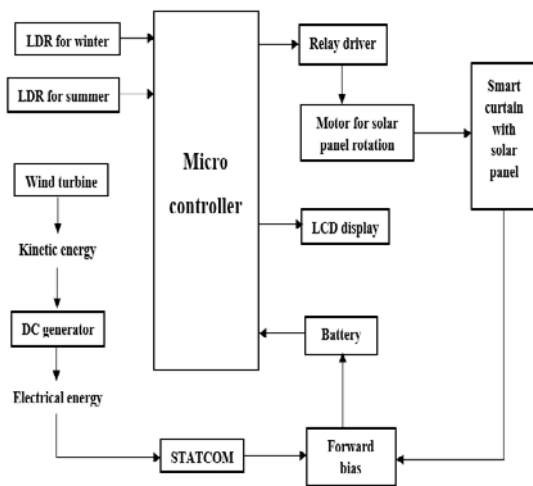 LDR for winter
LDR for summer
Wind turbine
Kinetic energy
DC generator
Electrical energy
STATCOM
Micro
controller
Relay driver
Motor for solar
panel rotation
LCD display
Battery
Forward
bias
Smart
curtain
with
solar
panel